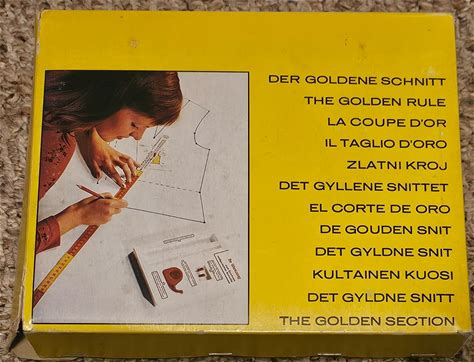 DER GOLDENE SCHNITT
THE GOLDEN RULE
LA COUPE D'OR
IL TAGLIO D'ORO
ZLATNI KROJ
DET GYLLENE SNITTET
EL CORTE DE ORO
DE GOUDEN SNIT
DET GYLDNE SNIT
KULTAINEN KUOSI
DET GYLDNE SNITT
THE GOLDEN SECTION